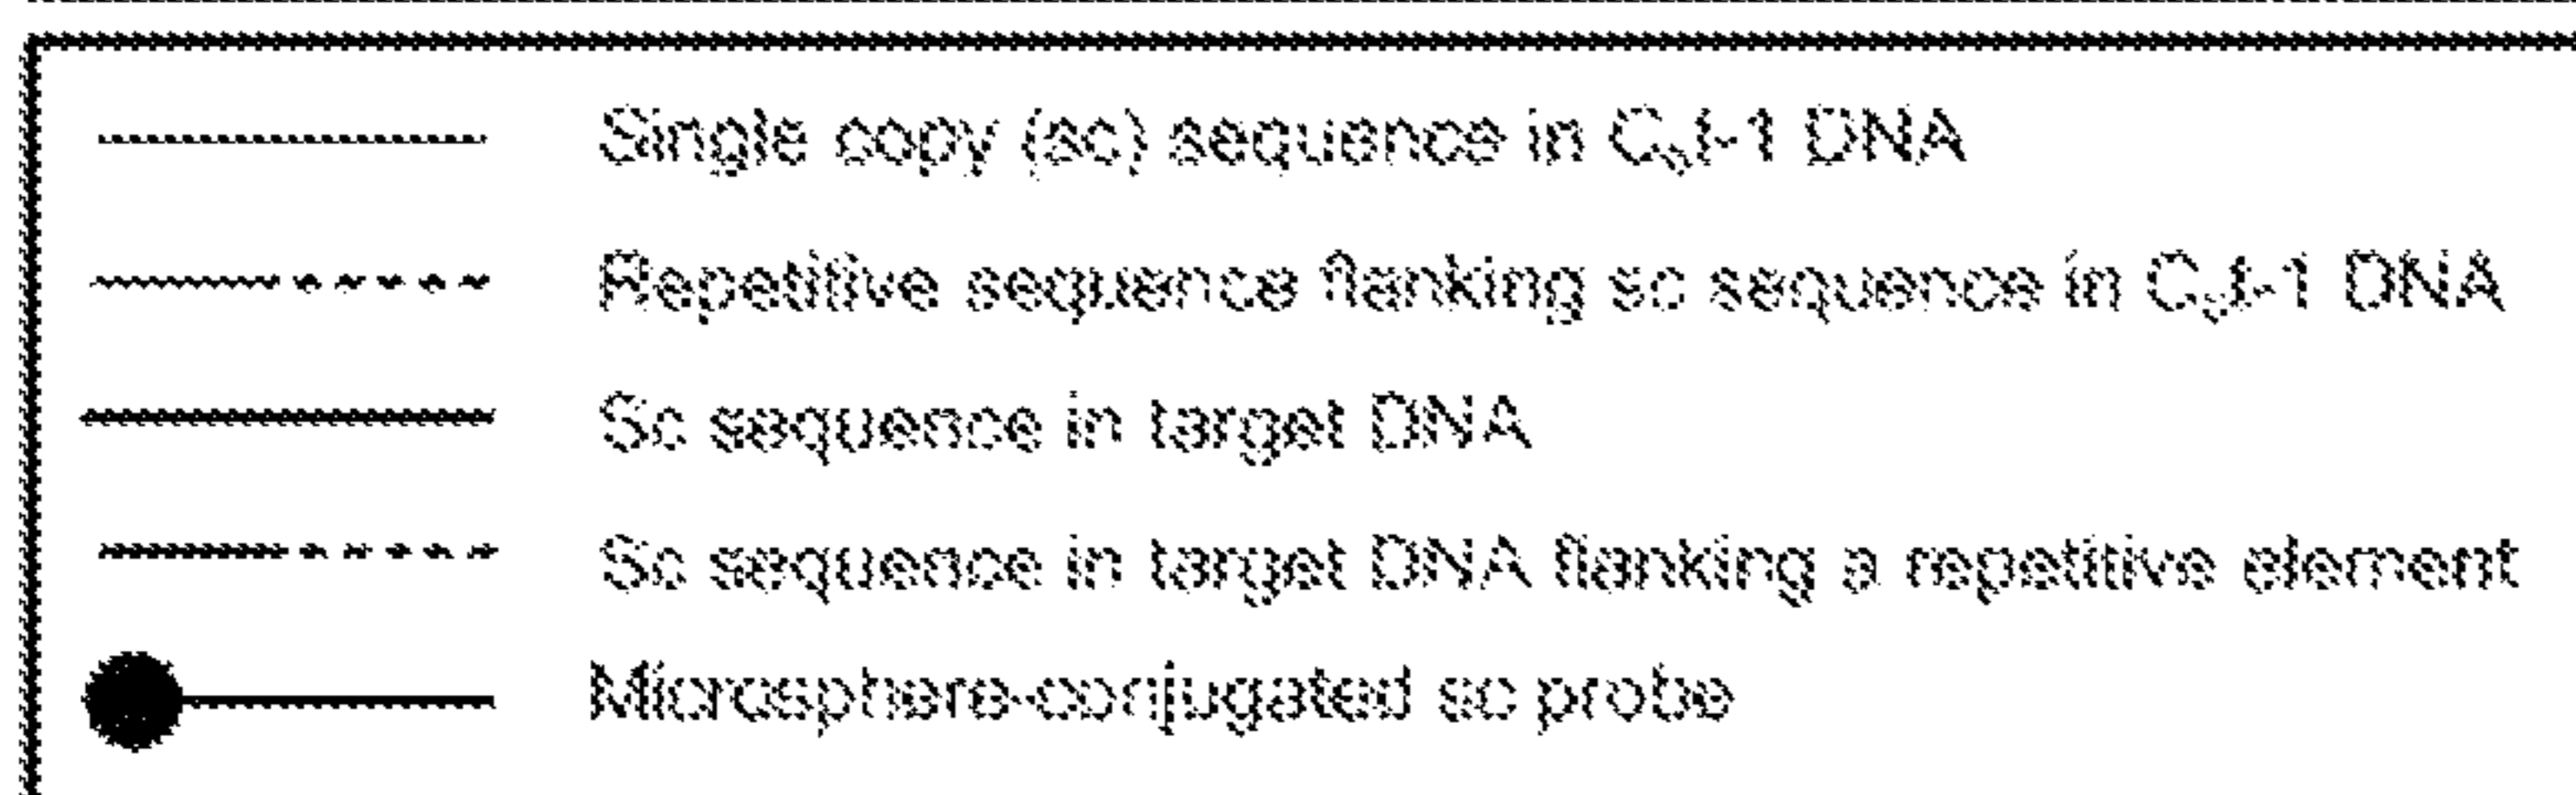 Single copy (sc) sequence in C₀t-1 DNA
Repetitive sequence flanking sc sequence in C₀t-1 DNA
Sc sequence in target DNA
Sc sequence in target DNA flanking a repetitive element
Microsphere-conjugated sc probe